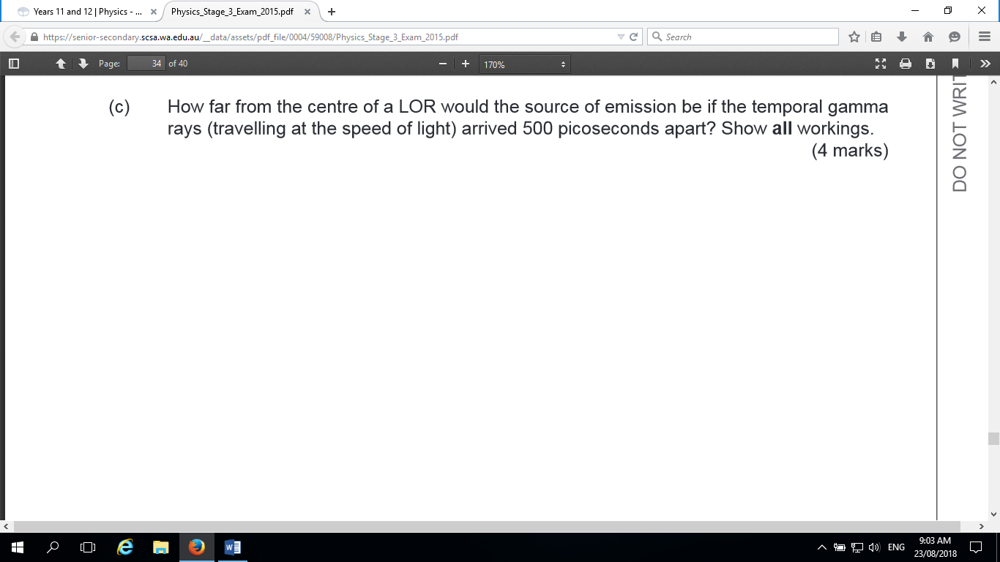 Years 11 and 12 | Physics - ...
Physics_Stage_3_Exam_2015.pdf
https://senior-secondary.scsa.wa.edu.au/__data/assets/pdf_file/0004/59008/Physics_Stage_3_Exam_2015.pdf
Search
Page: 34 of 40
170%
(c) How far from the centre of a LOR would the source of emission be if the temporal gamma
rays (travelling at the speed of light) arrived 500 picoseconds apart? Show all workings.
(4 marks)
DO NOT WRIT
ENG
9:03 AM
23/08/2018